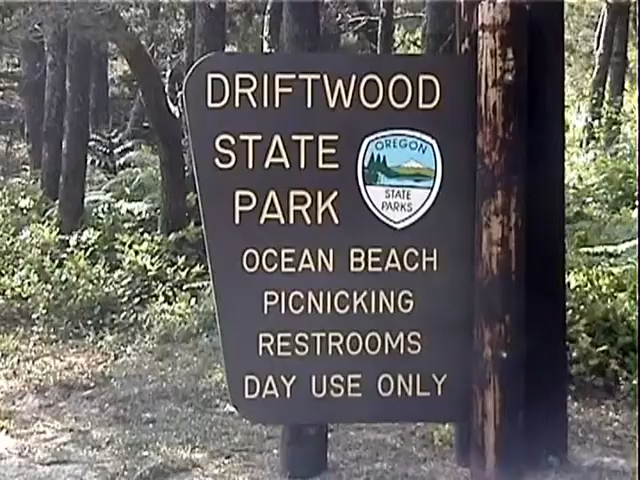 DRIFTWOOD
STATE
PARK
OREGON
STATE
PARKS
OCEAN BEACH
PICNICKING
RESTROOMS
DAY USE ONLY